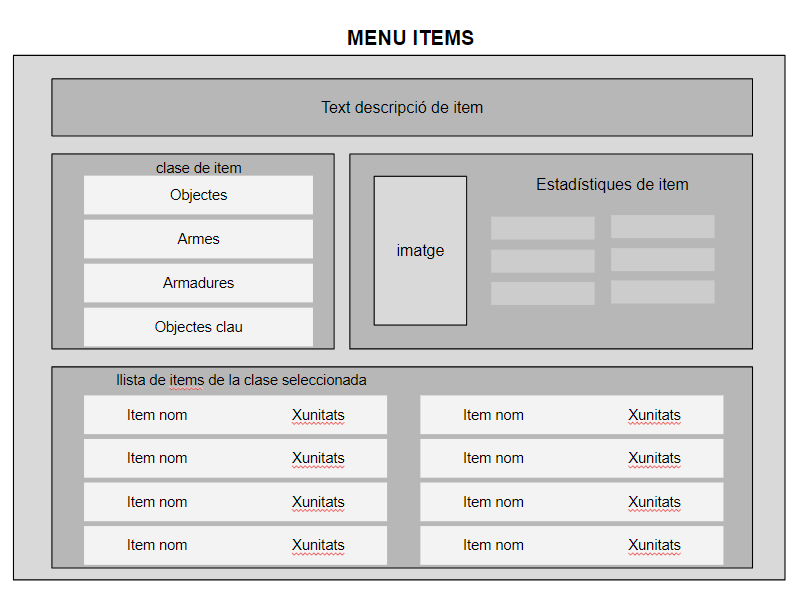 MENU ITEMS
Text descripció de item
clase de item
Objectes
Armes
Armadures
Objectes clau
imatge
Estadístiques de item
llista de items de la clase seleccionada
Item nom Xunitats Item nom Xunitats
Item nom Xunitats Item nom Xunitats
Item nom Xunitats Item nom Xunitats
Item nom Xunitats Item nom Xunitats